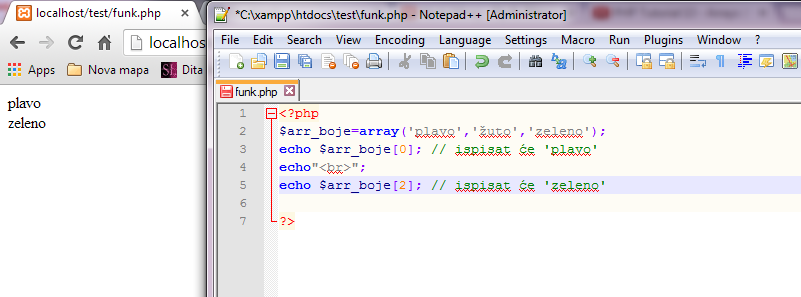 localhost/test/funk.php
localhos
Apps
Nova mapa
Dita
plavo
zeleno
*C:\xampp\htdocs\test\funk.php - Notepad++ [Administrator]
File Edit Search View Encoding Language Settings Macro Run Plugins Window ?
funk.php
1 <?php
2 $arr_boje=array('plavo','žuto','zeleno');
3 echo $arr_boje[0]; // ispisat će 'plavo'
4 echo"<br>";
5 echo $arr_boje[2]; // ispisat će 'zeleno'
6
7 ?>